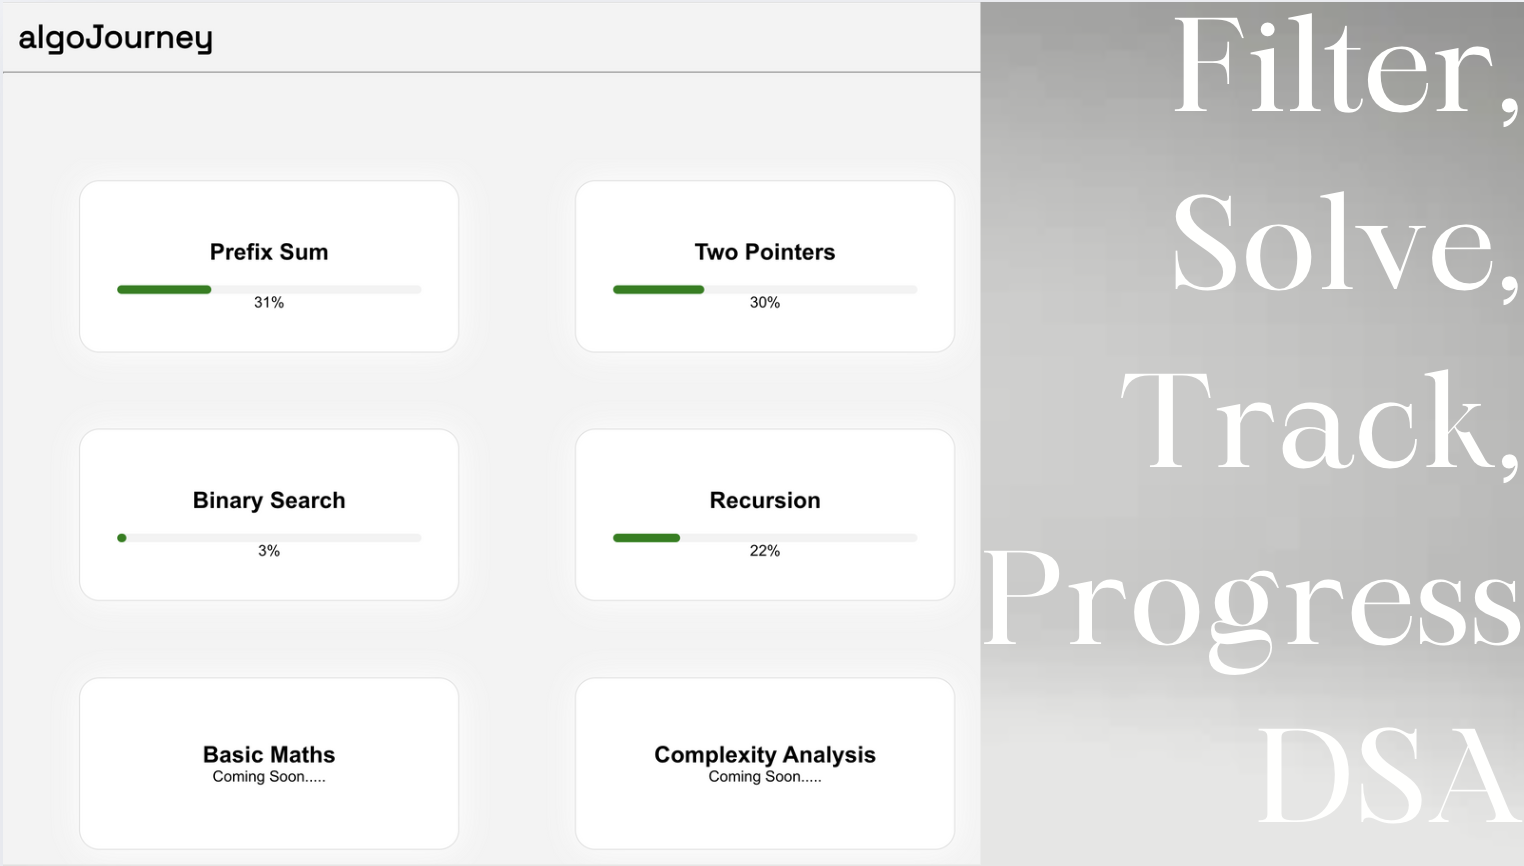 algoJourney
Prefix Sum
31%
Two Pointers
30%
Binary Search
3%
Recursion
22%
Basic Maths
Coming Soon.....
Complexity Analysis
Coming Soon.....
Filter,
Solve,
Track,
Progress
DSA